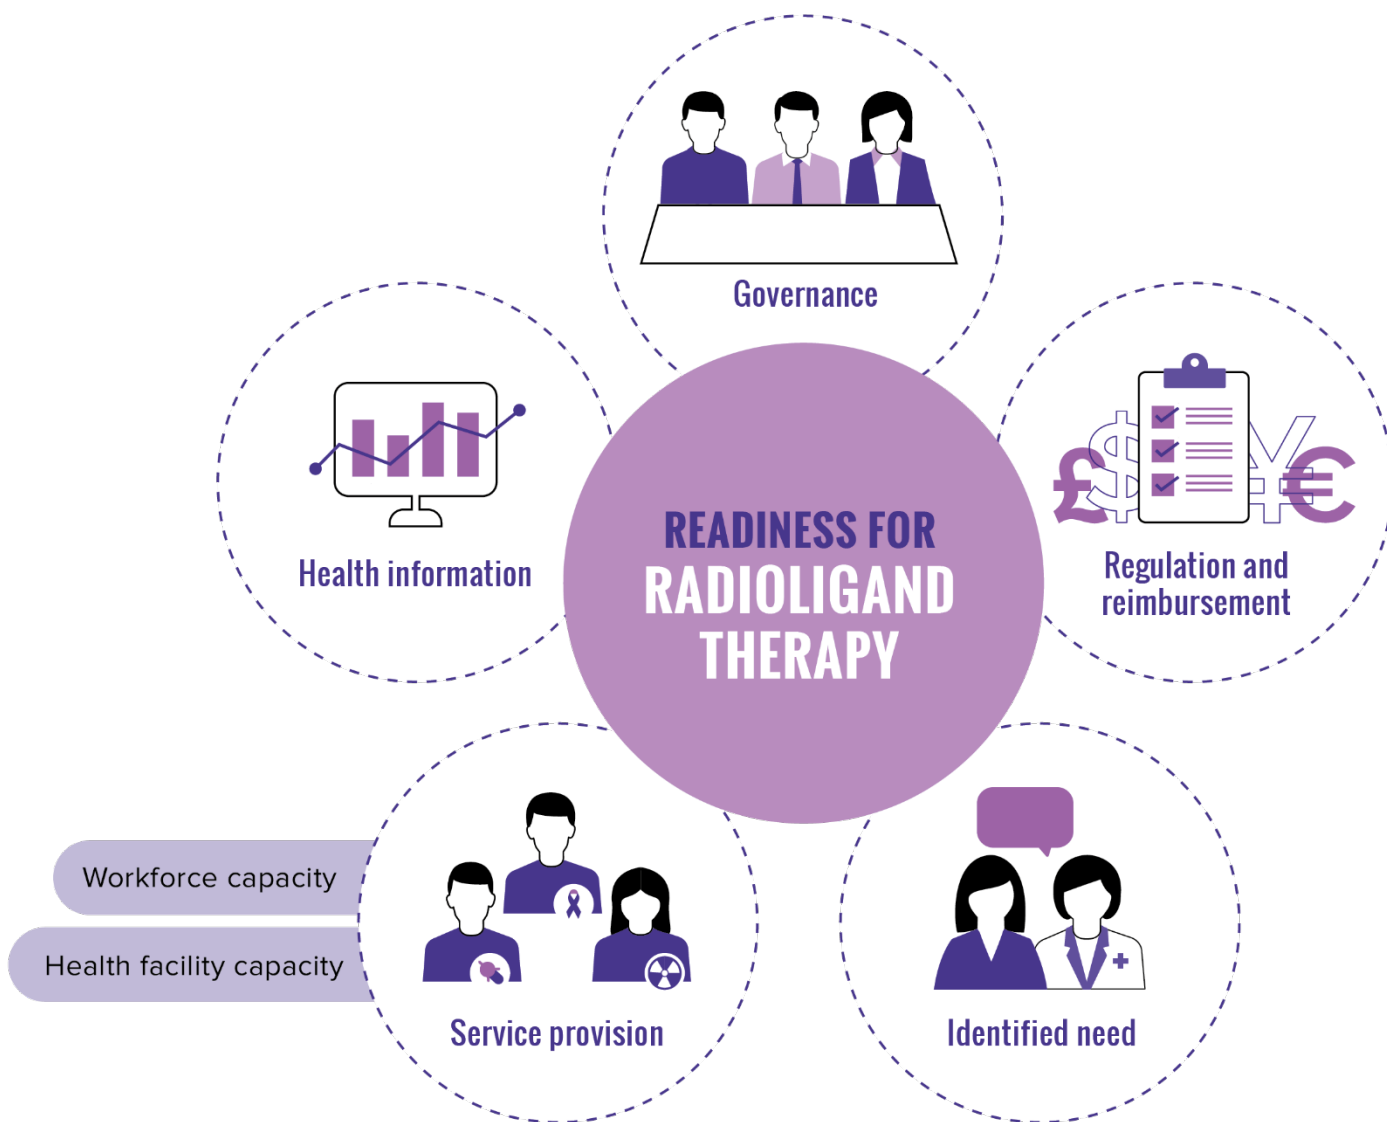 Governance
Health information
READINESS FOR
RADIOLIGAND
THERAPY
£
$
¥
€
Regulation and
reimbursement
Workforce capacity
Health facility capacity
Service provision
Identified need